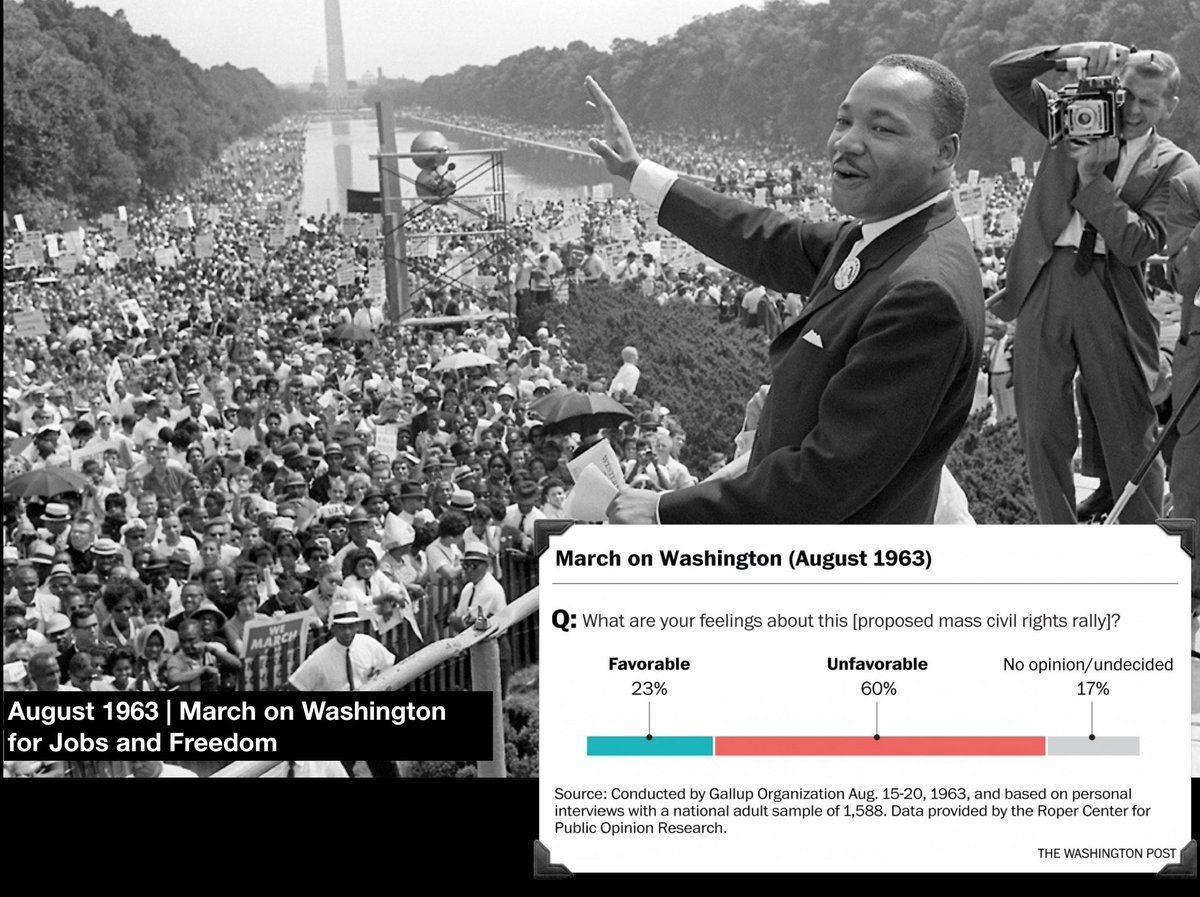 WE
MARCH
August 1963 | March on Washington
for Jobs and Freedom
March on Washington (August 1963)
Q: What are your feelings about this [proposed mass civil rights rally]?
Favorable
23%
Unfavorable
60%
No opinion/undecided
17%
Source: Conducted by Gallup Organization Aug. 15-20, 1963, and based on personal
interviews with a national adult sample of 1,588. Data provided by the Roper Center for
Public Opinion Research.
THE WASHINGTON POST